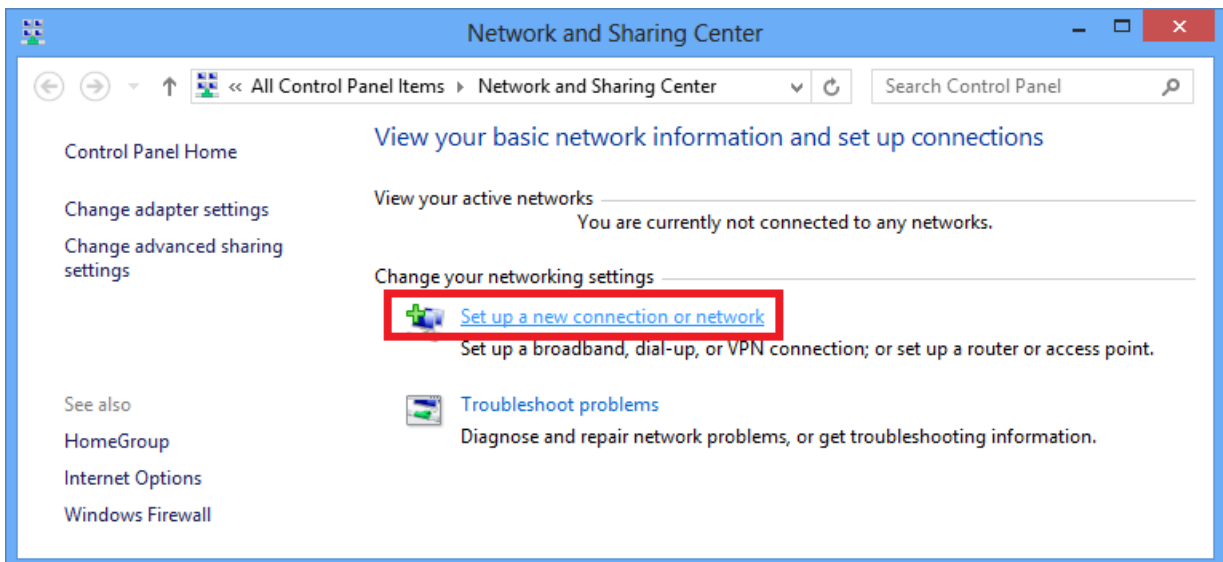 Network and Sharing Center
« All Control Panel Items Network and Sharing Center
Search Control Panel
Control Panel Home
Change adapter settings
Change advanced sharing
settings
See also
HomeGroup
Internet Options
Windows Firewall
View your basic network information and set up connections
View your active networks
You are currently not connected to any networks.
Change your networking settings
Set up a new connection or network
Set up a broadband, dial-up, or VPN connection; or set up a router or access point.
Troubleshoot problems
Diagnose and repair network problems, or get troubleshooting information.